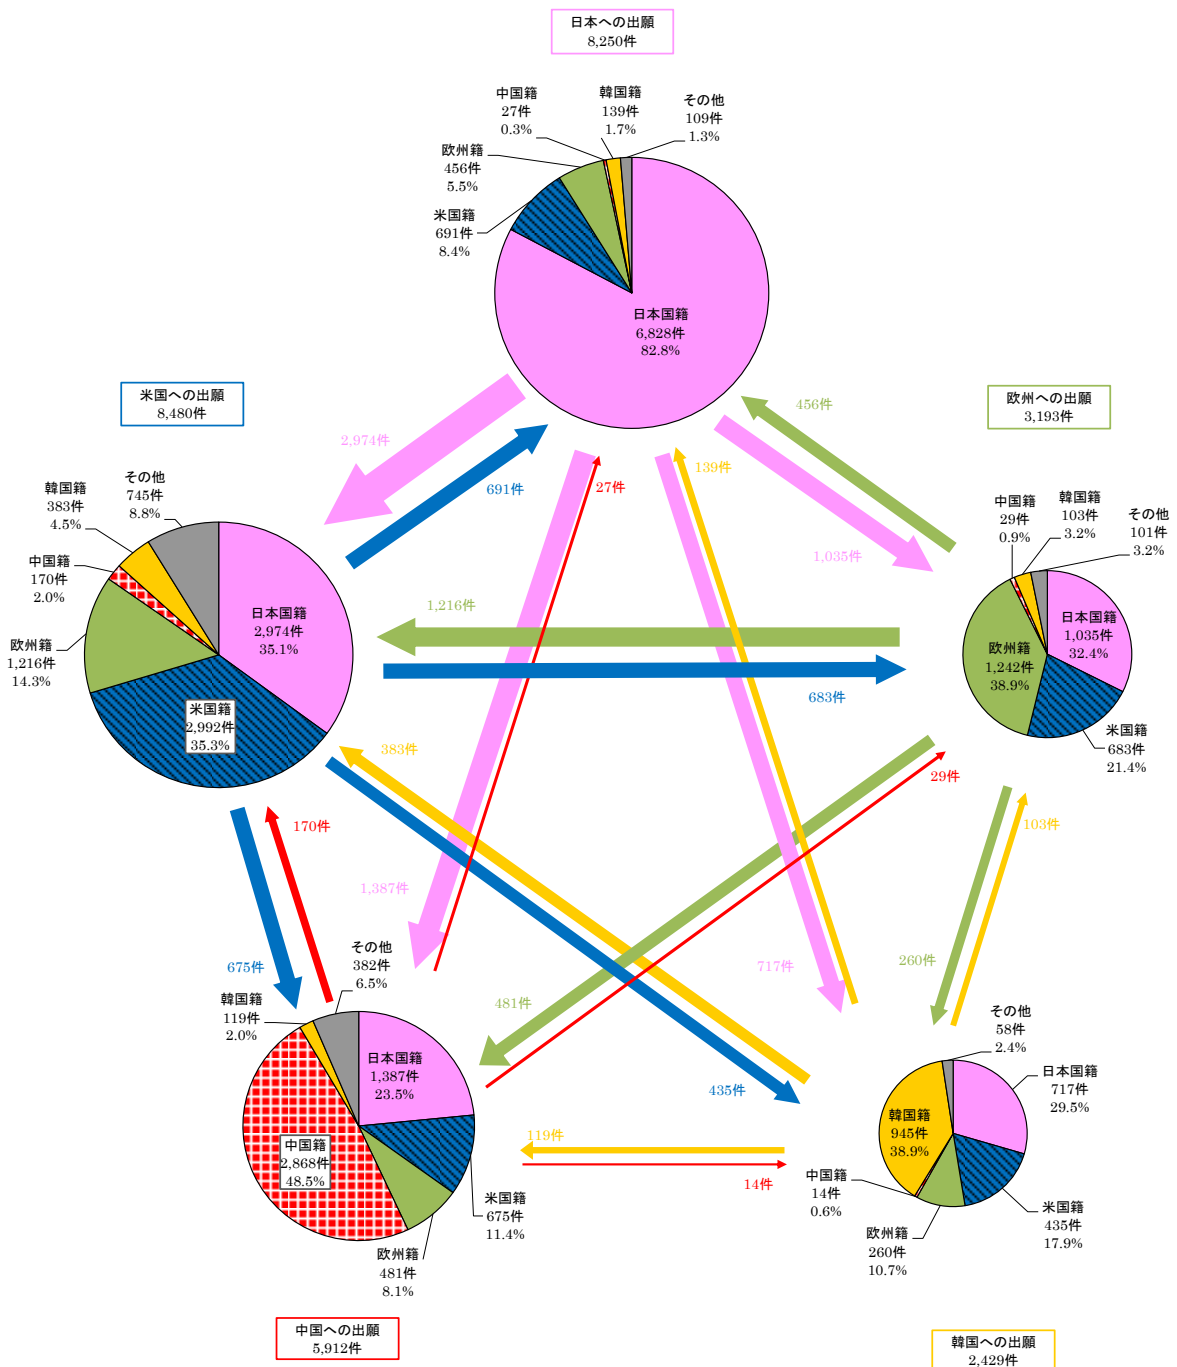 日本への出願
8,250件
中国籍
27件
0.3%
韓国籍
139件
1.7%
その他
109件
1.3%
欧州籍
456件
5.5%
米国籍
691件
8.4%
日本国籍
6,828件
82.8%
米国への出願
8,480件
欧州への出願
3,193件
2,974件
691件
456件
1,035件
139件
27件
その他
745件
8.8%
韓国籍
383件
4.5%
中国籍
170件
2.0%
欧州籍
1,216件
14.3%
日本国籍
2,974件
35.1%
米国籍
2,992件
35.3%
中国籍
29件
0.9%
韓国籍
103件
3.2%
その他
101件
3.2%
日本国籍
1,035件
32.4%
欧州籍
1,242件
38.9%
米国籍
683件
21.4%
1,216件
683件
383件
29件
170件
103件
1,387件
675件
717件
260件
481件
435件
119件
14件
その他
382件
6.5%
韓国籍
119件
2.0%
日本国籍
1,387件
23.5%
中国籍
2,868件
48.5%
米国籍
675件
11.4%
欧州籍
481件
8.1%
その他
58件
2.4%
日本国籍
717件
29.5%
韓国籍
945件
38.9%
中国籍
14件
0.6%
米国籍
435件
17.9%
欧州籍
260件
10.7%
中国への出願
5,912件
韓国への出願
2,429件